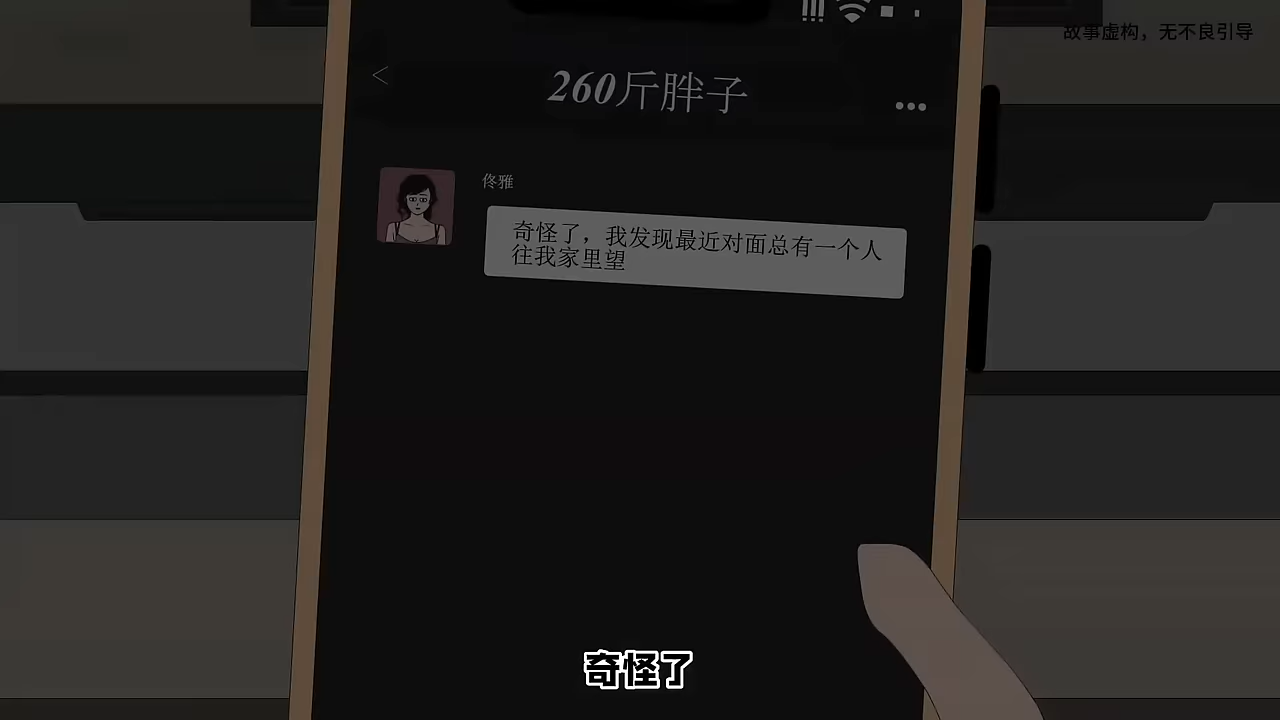 故事虚构，无不良引导
<
260斤胖子
•••
佟雅
奇怪了，我发现最近对面总有一个人
往我家里望
奇怪了